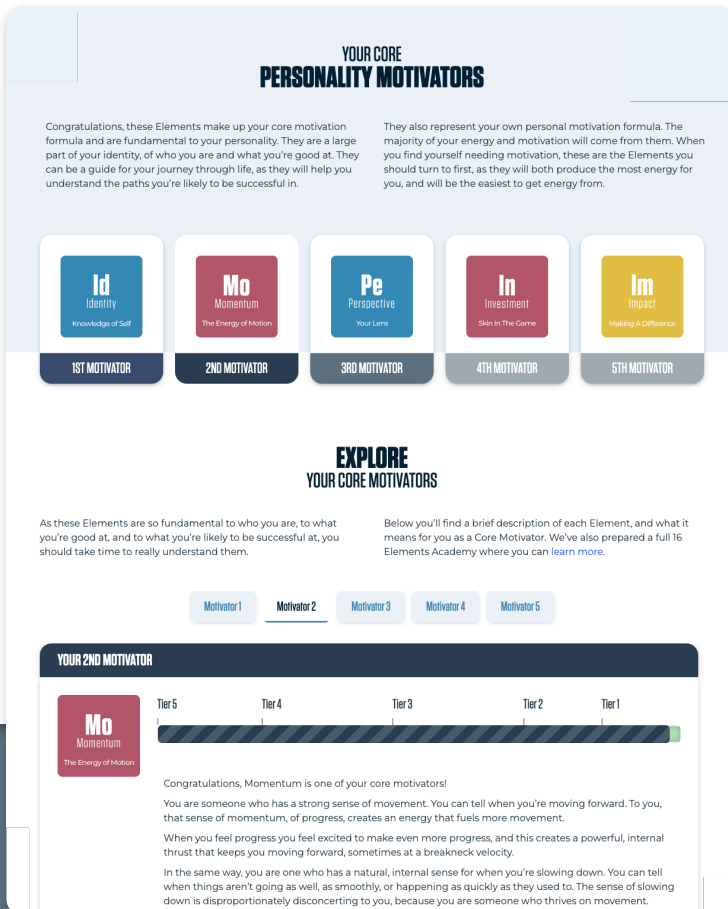 YOUR CORE
PERSONALITY MOTIVATORS
Congratulations, these Elements make up your core motivation
formula and are fundamental to your personality. They are a large
part of your identity, of who you are and what you're good at. They
can be a guide for your journey through life, as they will help you
understand the paths you're likely to be successful in.
They also represent your own personal motivation formula. The
majority of your energy and motivation will come from them. When
you find yourself needing motivation, these are the Elements you
should turn to first, as they will both produce the most energy for
you, and will be the easiest to get energy from.
Id
Identity
Knowledge of Self
1ST MOTIVATOR
Mo
Momentum
The Energy of Motion
2ND MOTIVATOR
Pe
Perspective
Your Lens
3RD MOTIVATOR
In
Investment
Skin In The Game
4TH MOTIVATOR
Im
Impact
Making A Difference
5TH MOTIVATOR
EXPLORE
YOUR CORE MOTIVATORS
As these Elements are so fundamental to who you are, to what
you're good at, and to what you're likely to be successful at, you
should take time to really understand them.
Below you'll find a brief description of each Element, and what it
means for you as a Core Motivator. We've also prepared a full 16
Elements Academy where you can learn more.
Motivator 1
Motivator 2
Motivator 3
Motivator 4
Motivator 5
YOUR 2ND MOTIVATOR
Mo
Momentum
The Energy of Motion
Tier 5
Tier 4
Tier 3
Tier 2
Tier 1
Congratulations, Momentum is one of your core motivators!
You are someone who has a strong sense of movement. You can tell when you're moving forward. To you,
that sense of momentum, of progress, creates an energy that fuels more movement.
When you feel progress you feel excited to make even more progress, and this creates a powerful, internal
thrust that keeps you moving forward, sometimes at a breakneck velocity.
In the same way, you are one who has a natural, internal sense for when you're slowing down. You can tell
when things aren't going as well, as smoothly, or happening as quickly as they used to. The sense of slowing
down is disproportionately disconcerting to you, because you are someone who thrives on movement.